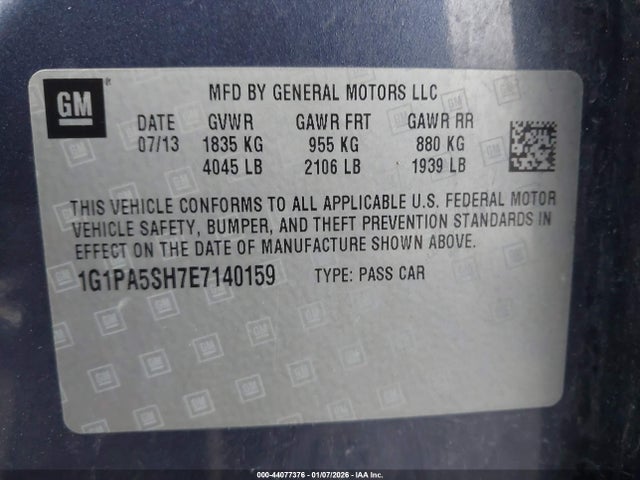 GM
MFD BY GENERAL MOTORS LLC
DATE GVWR GAWR FRT GAWR RR
07/13 1835 KG 955 KG 880 KG
4045 LB 2106 LB 1939 LB
THIS VEHICLE CONFORMS TO ALL APPLICABLE U.S. FEDERAL MOTOR
VEHICLE SAFETY, BUMPER, AND THEFT PREVENTION STANDARDS IN
EFFECT ON THE DATE OF MANUFACTURE SHOWN ABOVE.
1G1PA5SH7E7140159 TYPE: PASS CAR
000-44077376 | 01/07/2026 | IAA Inc.